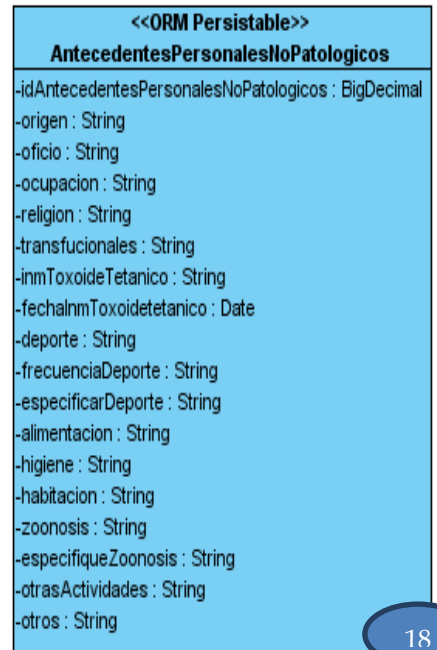 <<ORM Persistable>>
AntecedentesPersonalesNoPatologicos
-idAntecedentesPersonalesNoPatologicos : BigDecimal
-origen : String
-oficio : String
-ocupacion : String
-religion : String
-transfucionales : String
-inmToxoideTetanico : String
-fechaInmToxoidetetanico : Date
-deporte : String
-frecuenciaDeporte : String
-especificarDeporte : String
-alimentacion : String
-higiene : String
-habitacion : String
-zoonosis : String
-especifiqueZoonosis : String
-otrasActividades : String
-otros : String
18